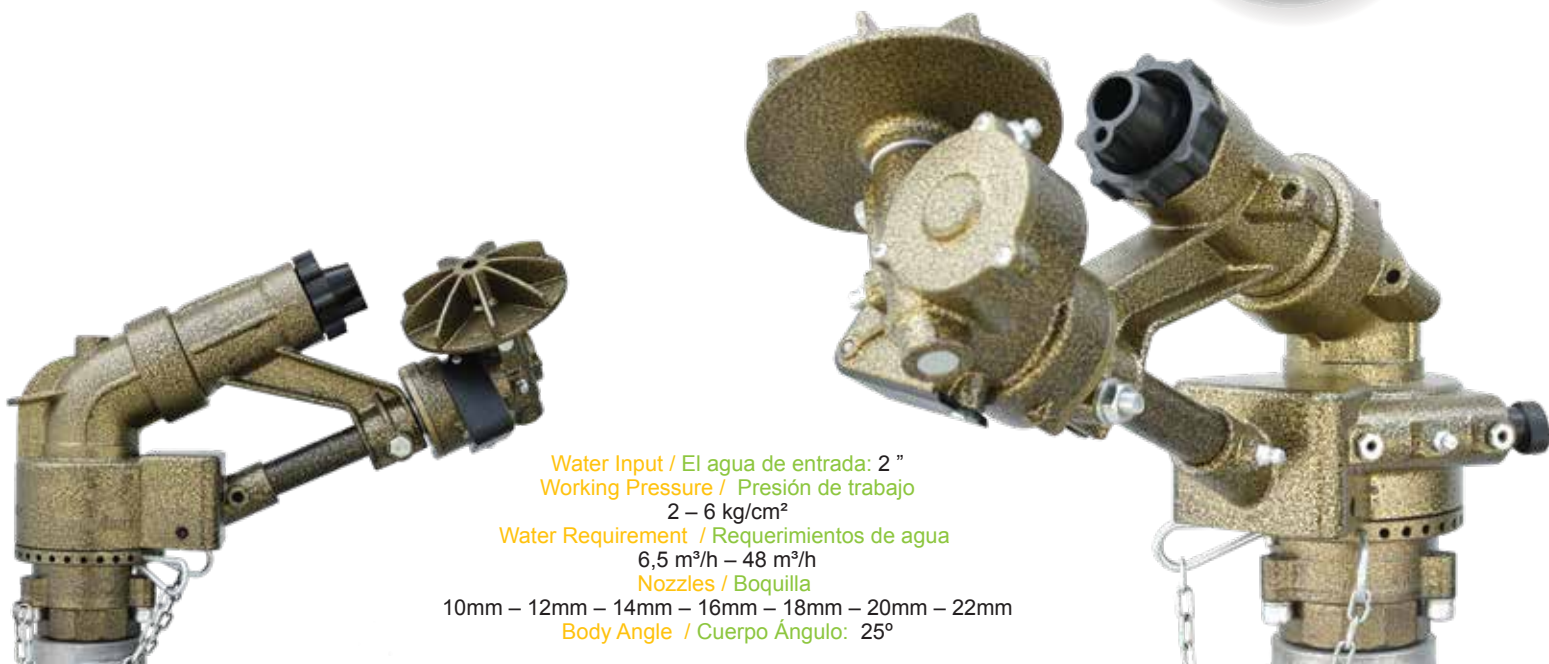 Water Input / El agua de entrada: 2 ”
Working Pressure / Presión de trabajo
2 – 6 kg/cm²
Water Requirement / Requerimientos de agua
6,5 m³/h – 48 m³/h
Nozzles / Boquilla
10mm – 12mm – 14mm – 16mm – 18mm – 20mm – 22mm
Body Angle / Cuerpo Ángulo: 25º